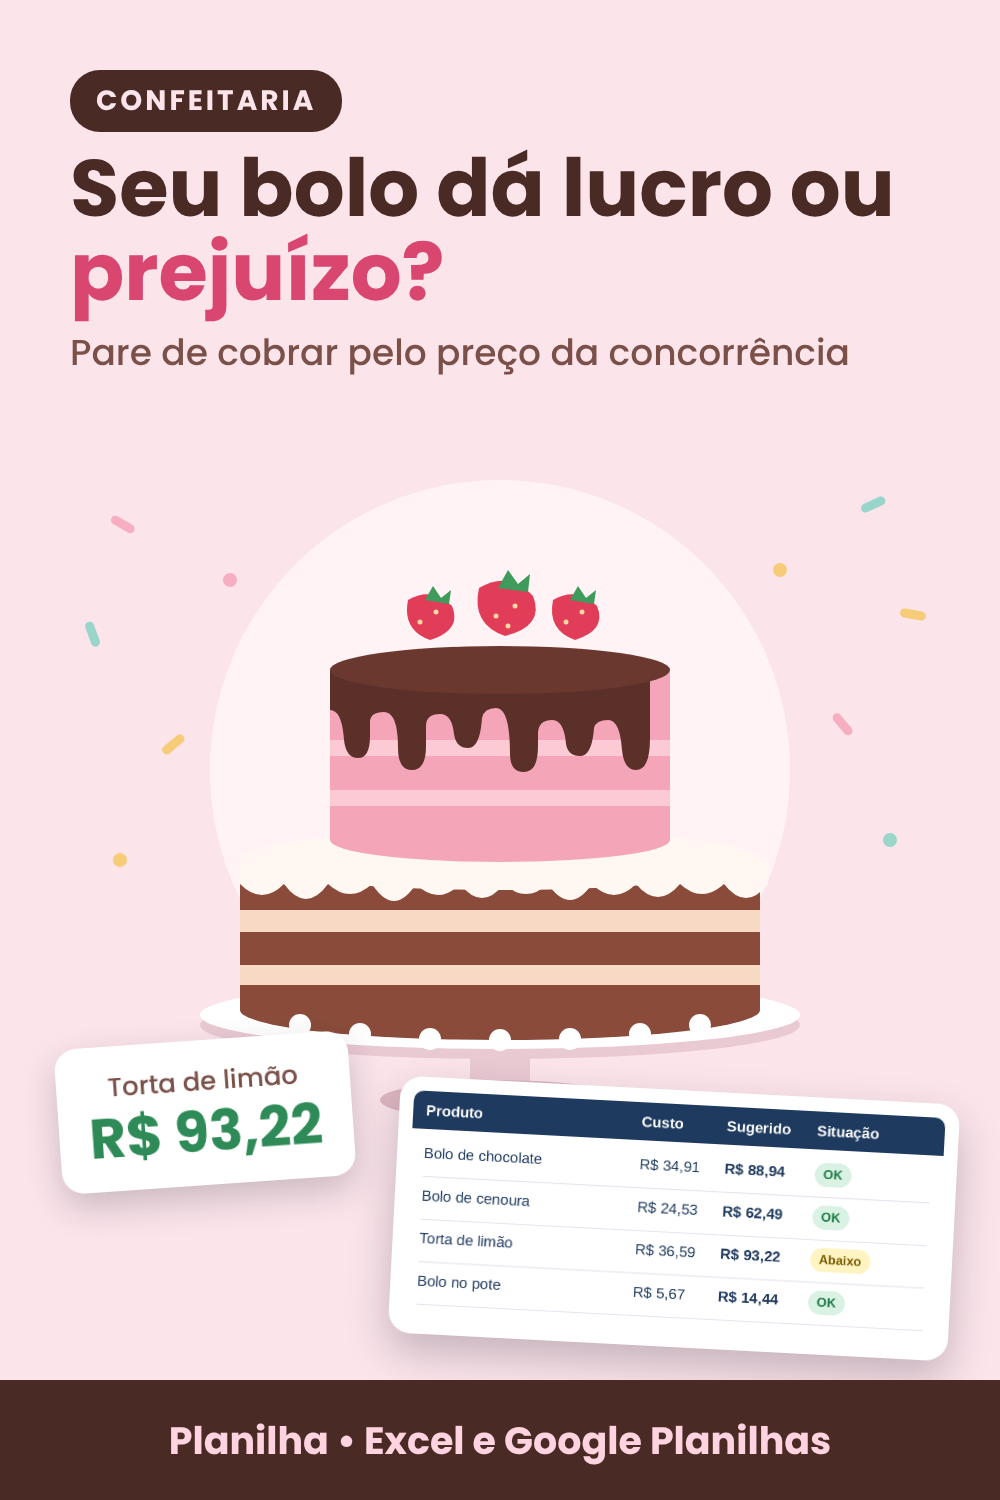 CONFEITARIA
Seu bolo dá lucro ou
prejuízo?
Pare de cobrar pelo preço da concorrência
Torta de limão
R$ 93,22
Produto Custo Sugerido Situação
Bolo de chocolate R$ 34,91 R$ 88,94 OK
Bolo de cenoura R$ 24,53 R$ 62,49 OK
Torta de limão R$ 36,59 R$ 93,22 Abaixo
Bolo no pote R$ 5,67 R$ 14,44 OK
Planilha • Excel e Google Planilhas